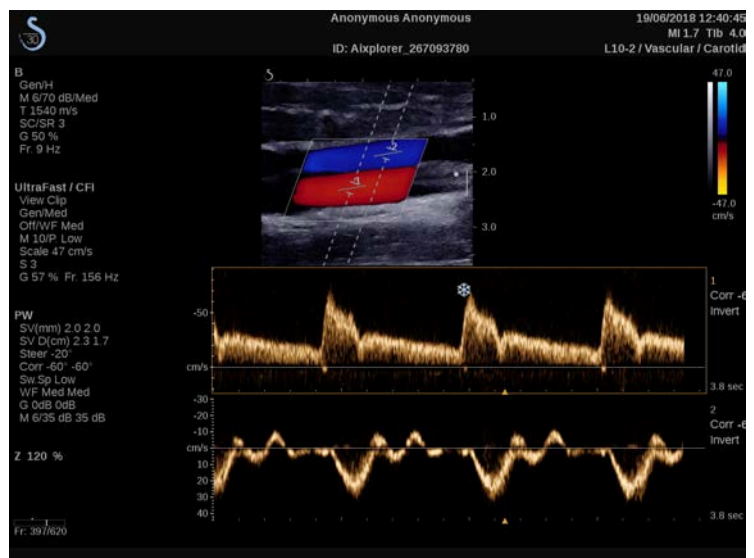 Anonymous Anonymous
19/06/2018 12:40:45
MI 1.7 TIb 4.0
ID: Aixplorer_267093780
L10-2 / Vascular / Carotid
30
B
Gen/H
M 6/70 dB/Med
T 1540 m/s
SC/SR 3
G 50 %
Fr. 9 Hz
47.0
1.0
2.0
3.0
-47.0
cm/s
UltraFast / CFI
View Clip
Gen/Med
Off/WF Med
M 10/P. Low
Scale 47 cm/s
S 3
G 57 % Fr. 156 Hz
PW
SV(mm) 2.0 2.0
SV D(cm) 2.3 1.7
Steer -20°
Corr -60° -60°
Sw.Sp Low
WF Med Med
G 0dB 0dB
M 6/35 dB 35 dB
Z 120 %
1
Corr -6
Invert
-50
cm/s
3.8 sec
-30
-20
-10
cm/s
10
20
30
40
2
Corr -6
Invert
3.8 sec
Fr: 397/620